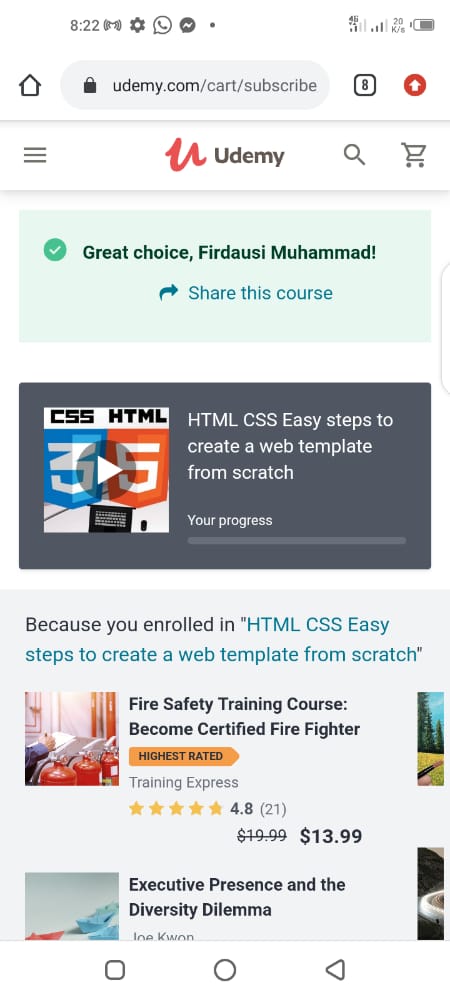 8:22
4G
20
K/s
udemy.com/cart/subscribe
8
Udemy
Great choice, Firdausi Muhammad!
Share this course
CSS HTML
HTML CSS Easy steps to
create a web template
from scratch
Your progress
Because you enrolled in "HTML CSS Easy
steps to create a web template from scratch"
Fire Safety Training Course:
Become Certified Fire Fighter
HIGHEST RATED
Training Express
4.8 (21)
$19.99 $13.99
Executive Presence and the
Diversity Dilemma
Joe Kwon